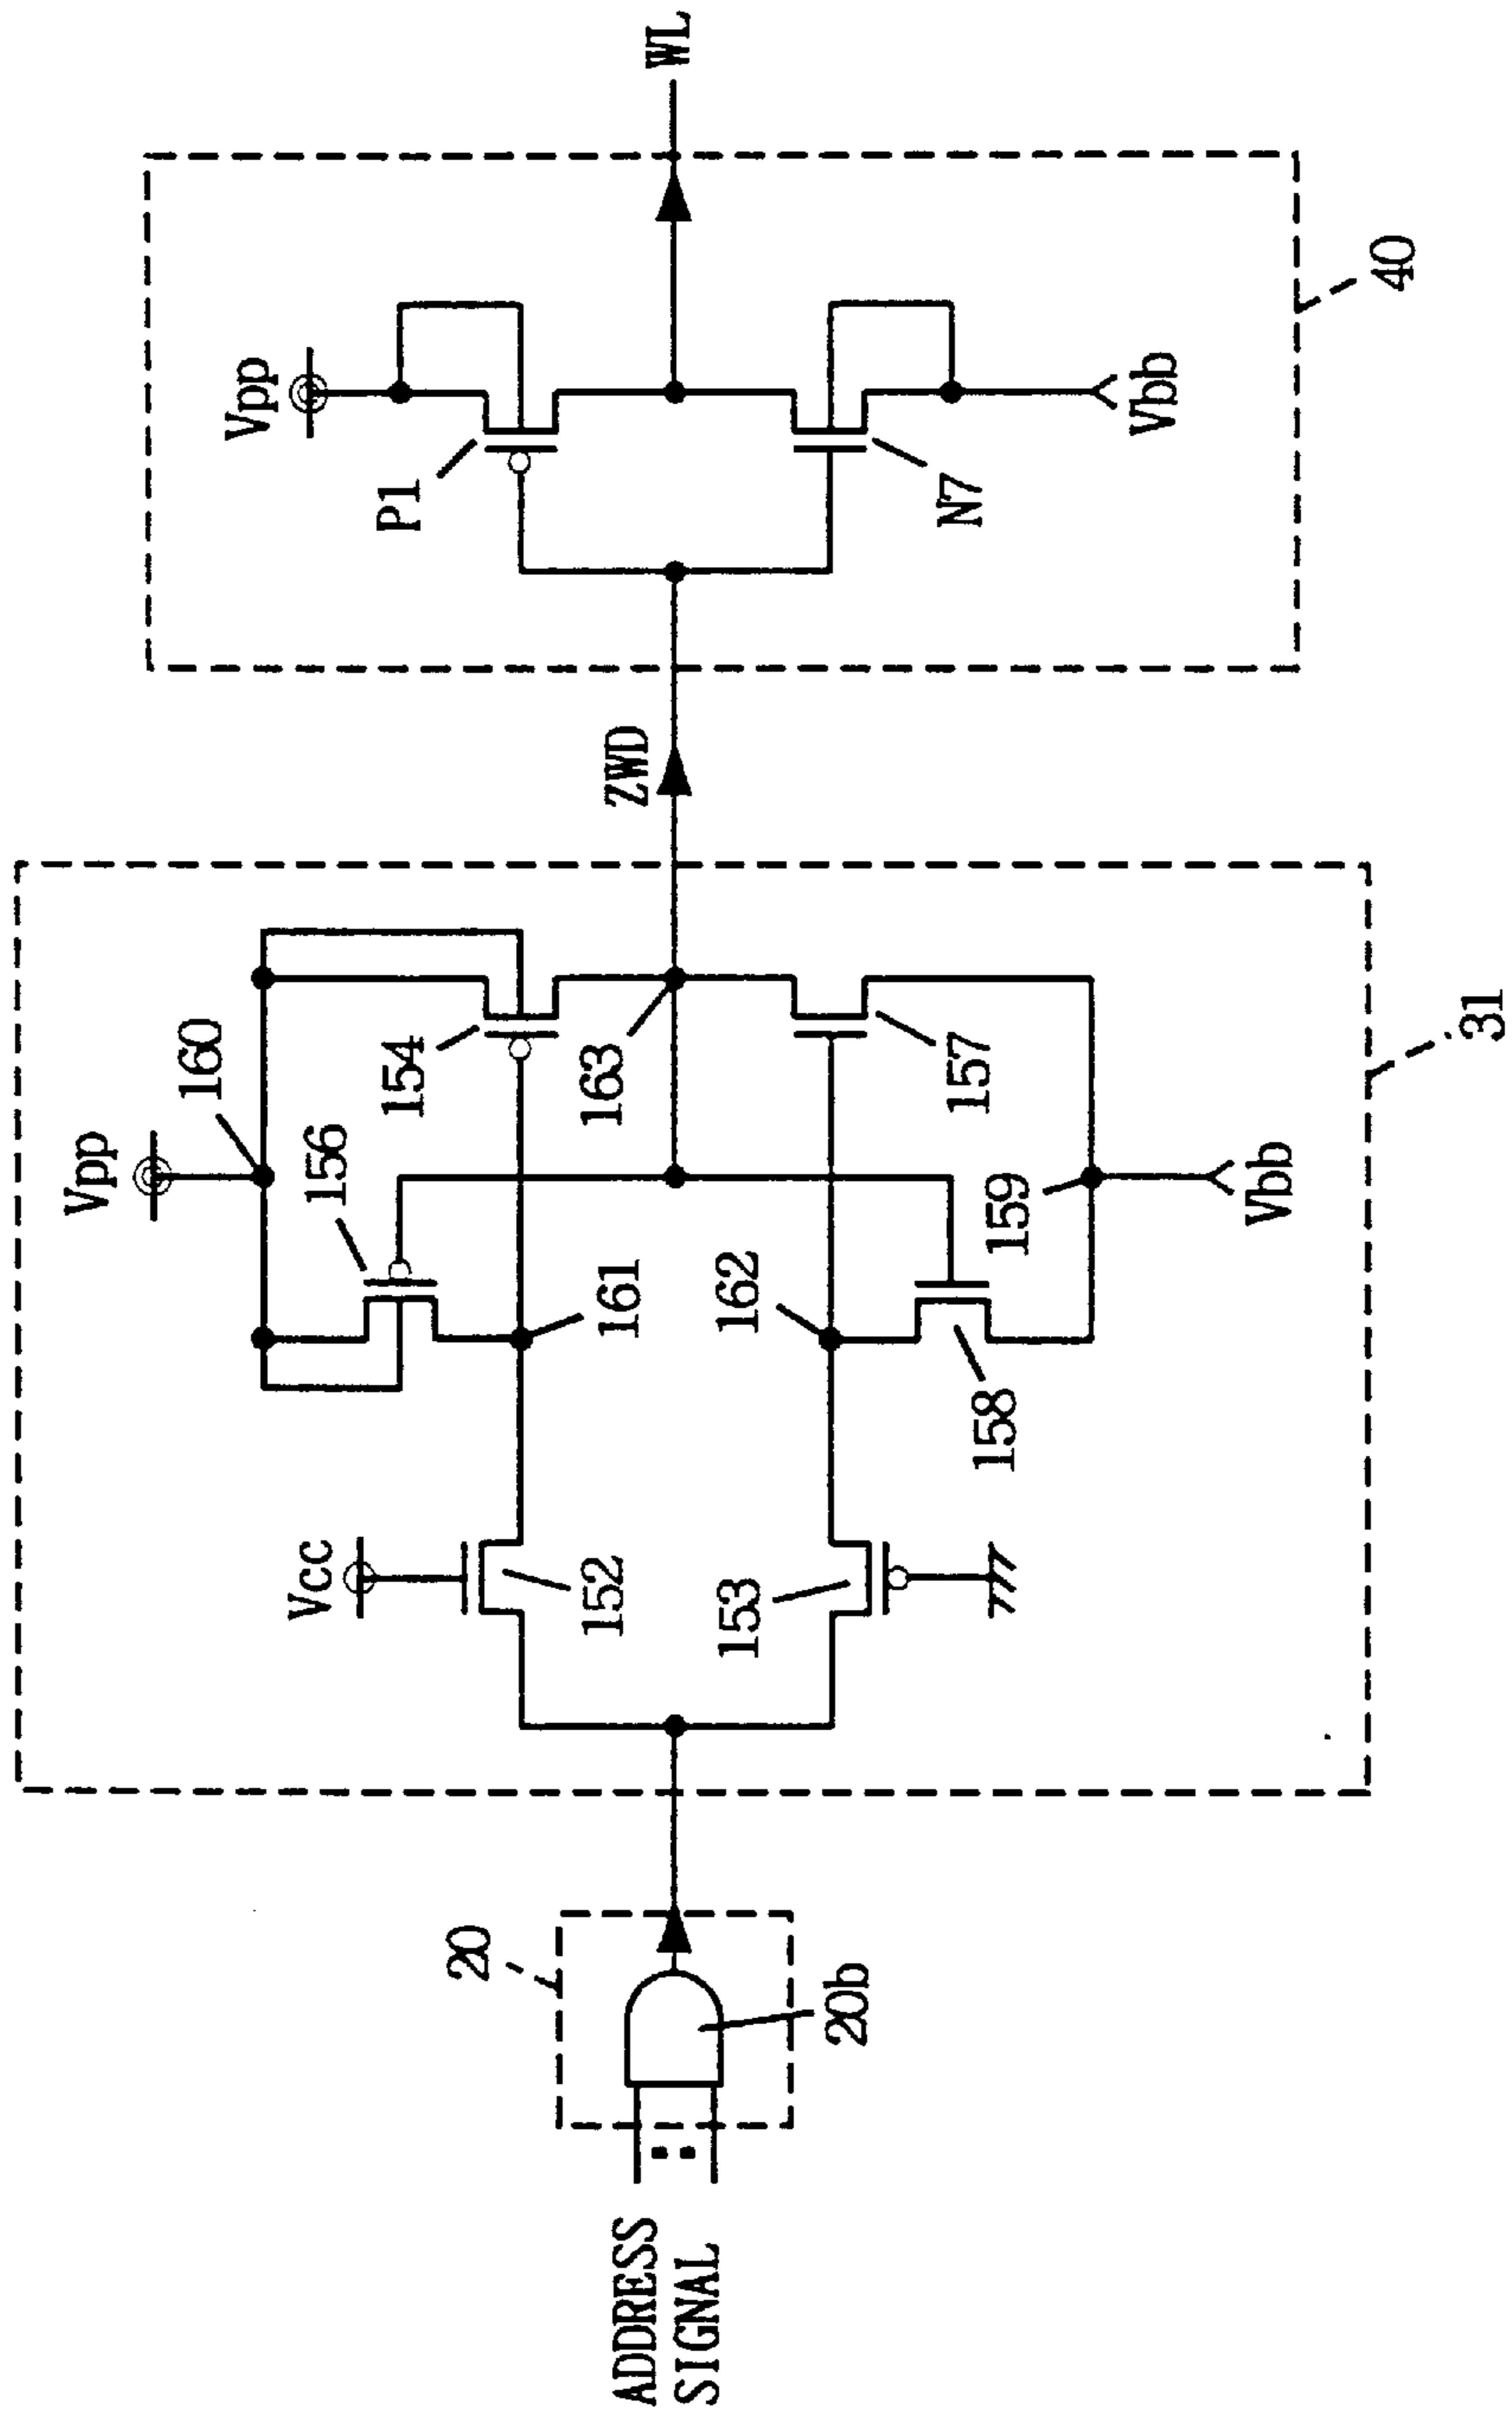 ADDRESS
SIGNAL
20
20b
Vcc
152
153
Vpp
160
156
154
161
163
162
157
158
159
Vbb
31
ZWD
Vpp
P1
N7
Vbb
40
WL